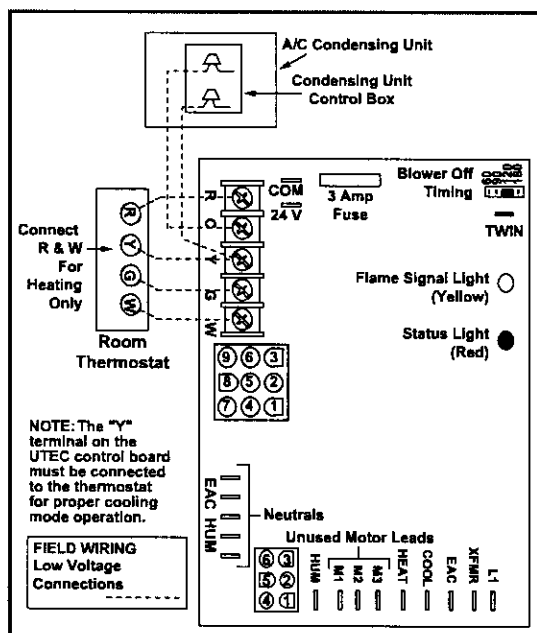 A/C Condensing Unit
Condensing Unit
Control Box
Blower Off
Timing
60
90
120
180
COM
24 V
3 Amp
Fuse
TWIN
R
C
Y
G
W
Connect
R & W
For
Heating
Only
R
Y
G
W
Room
Thermostat
Flame Signal Light
(Yellow)
Status Light
(Red)
9 6 3
8 5 2
7 4 1
NOTE: The "Y"
terminal on the
UTEC control board
must be connected
to the thermostat
for proper cooling
mode operation.
EAC HUM
Neutrals
Unused Motor Leads
FIELD WIRING
Low Voltage
Connections
6 3
5 2
4 1
HUM
M1
M2
M3
HEAT
COOL
EAC
XFMR
L1